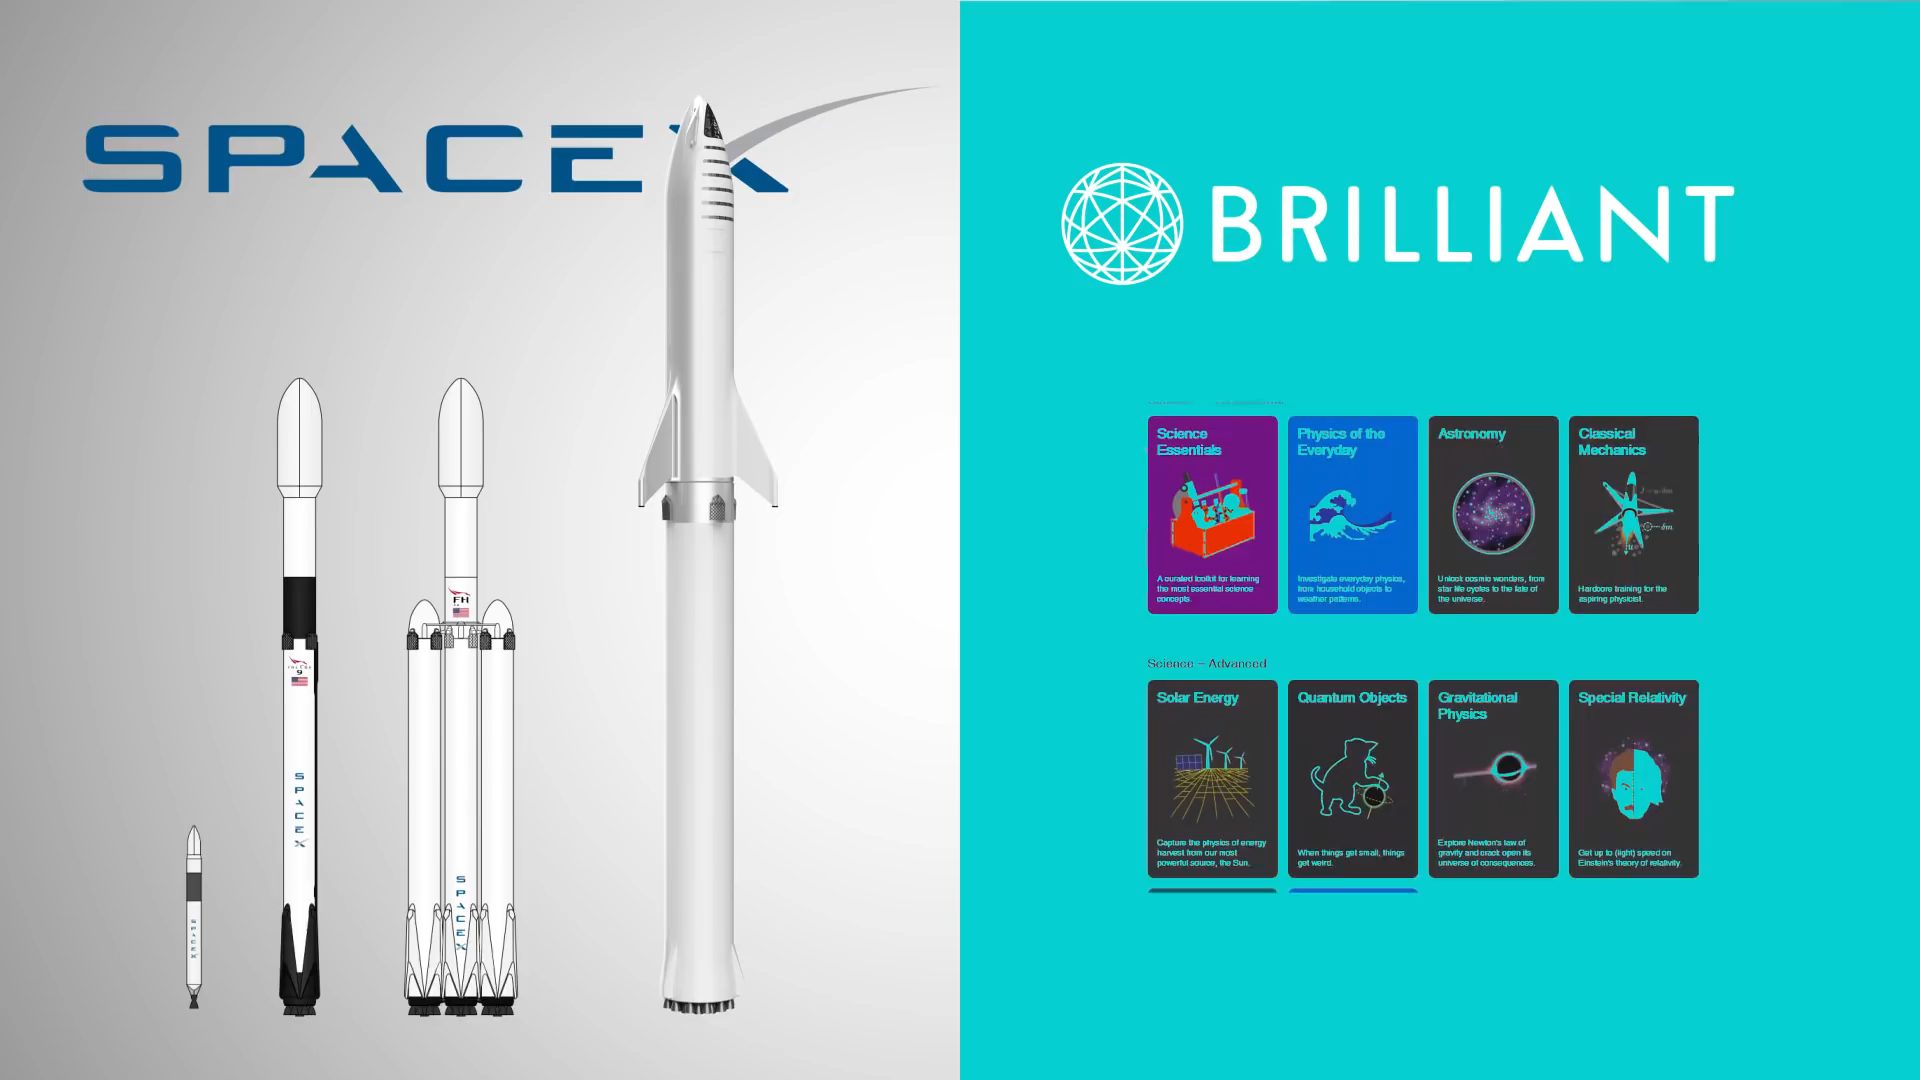 SPACEX
FH
9
SPACEX
SPACEX
SPACEX
BRILLIANT
Science
Essentials
A curated toolkit for learning
the most essential science
concepts.
Physics of the
Everyday
Investigate everyday physics,
from household objects to
weather patterns.
Astronomy
Unlock cosmic wonders, from
star life cycles to the fate of
the universe.
Classical
Mechanics
Hardcore training for the
aspiring physicist.
Science – Advanced
Solar Energy
Capture the physics of energy
harvest from our most
powerful source, the Sun.
Quantum Objects
When things get small, things
get weird.
Gravitational
Physics
Explore Newton's law of
gravity and crack open its
universe of consequences.
Special Relativity
Get up to (light) speed on
Einstein's theory of relativity.